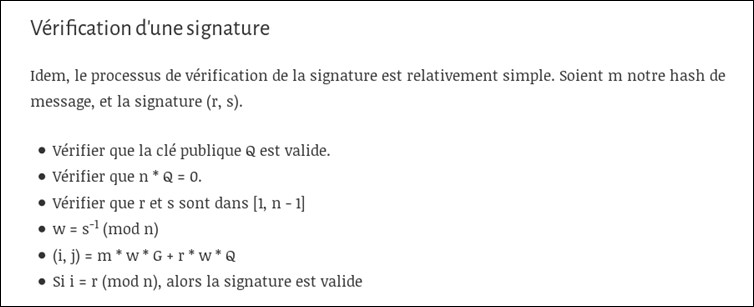 Vérification d'une signature
Idem, le processus de vérification de la signature est relativement simple. Soient m notre hash de
message, et la signature (r, s).
● Vérifier que la clé publique Q est valide.
● Vérifier que n * Q = 0.
● Vérifier que r et s sont dans [1, n - 1]
● w = s⁻¹ (mod n)
● (i, j) = m * w * G + r * w * Q
● Si i = r (mod n), alors la signature est valide